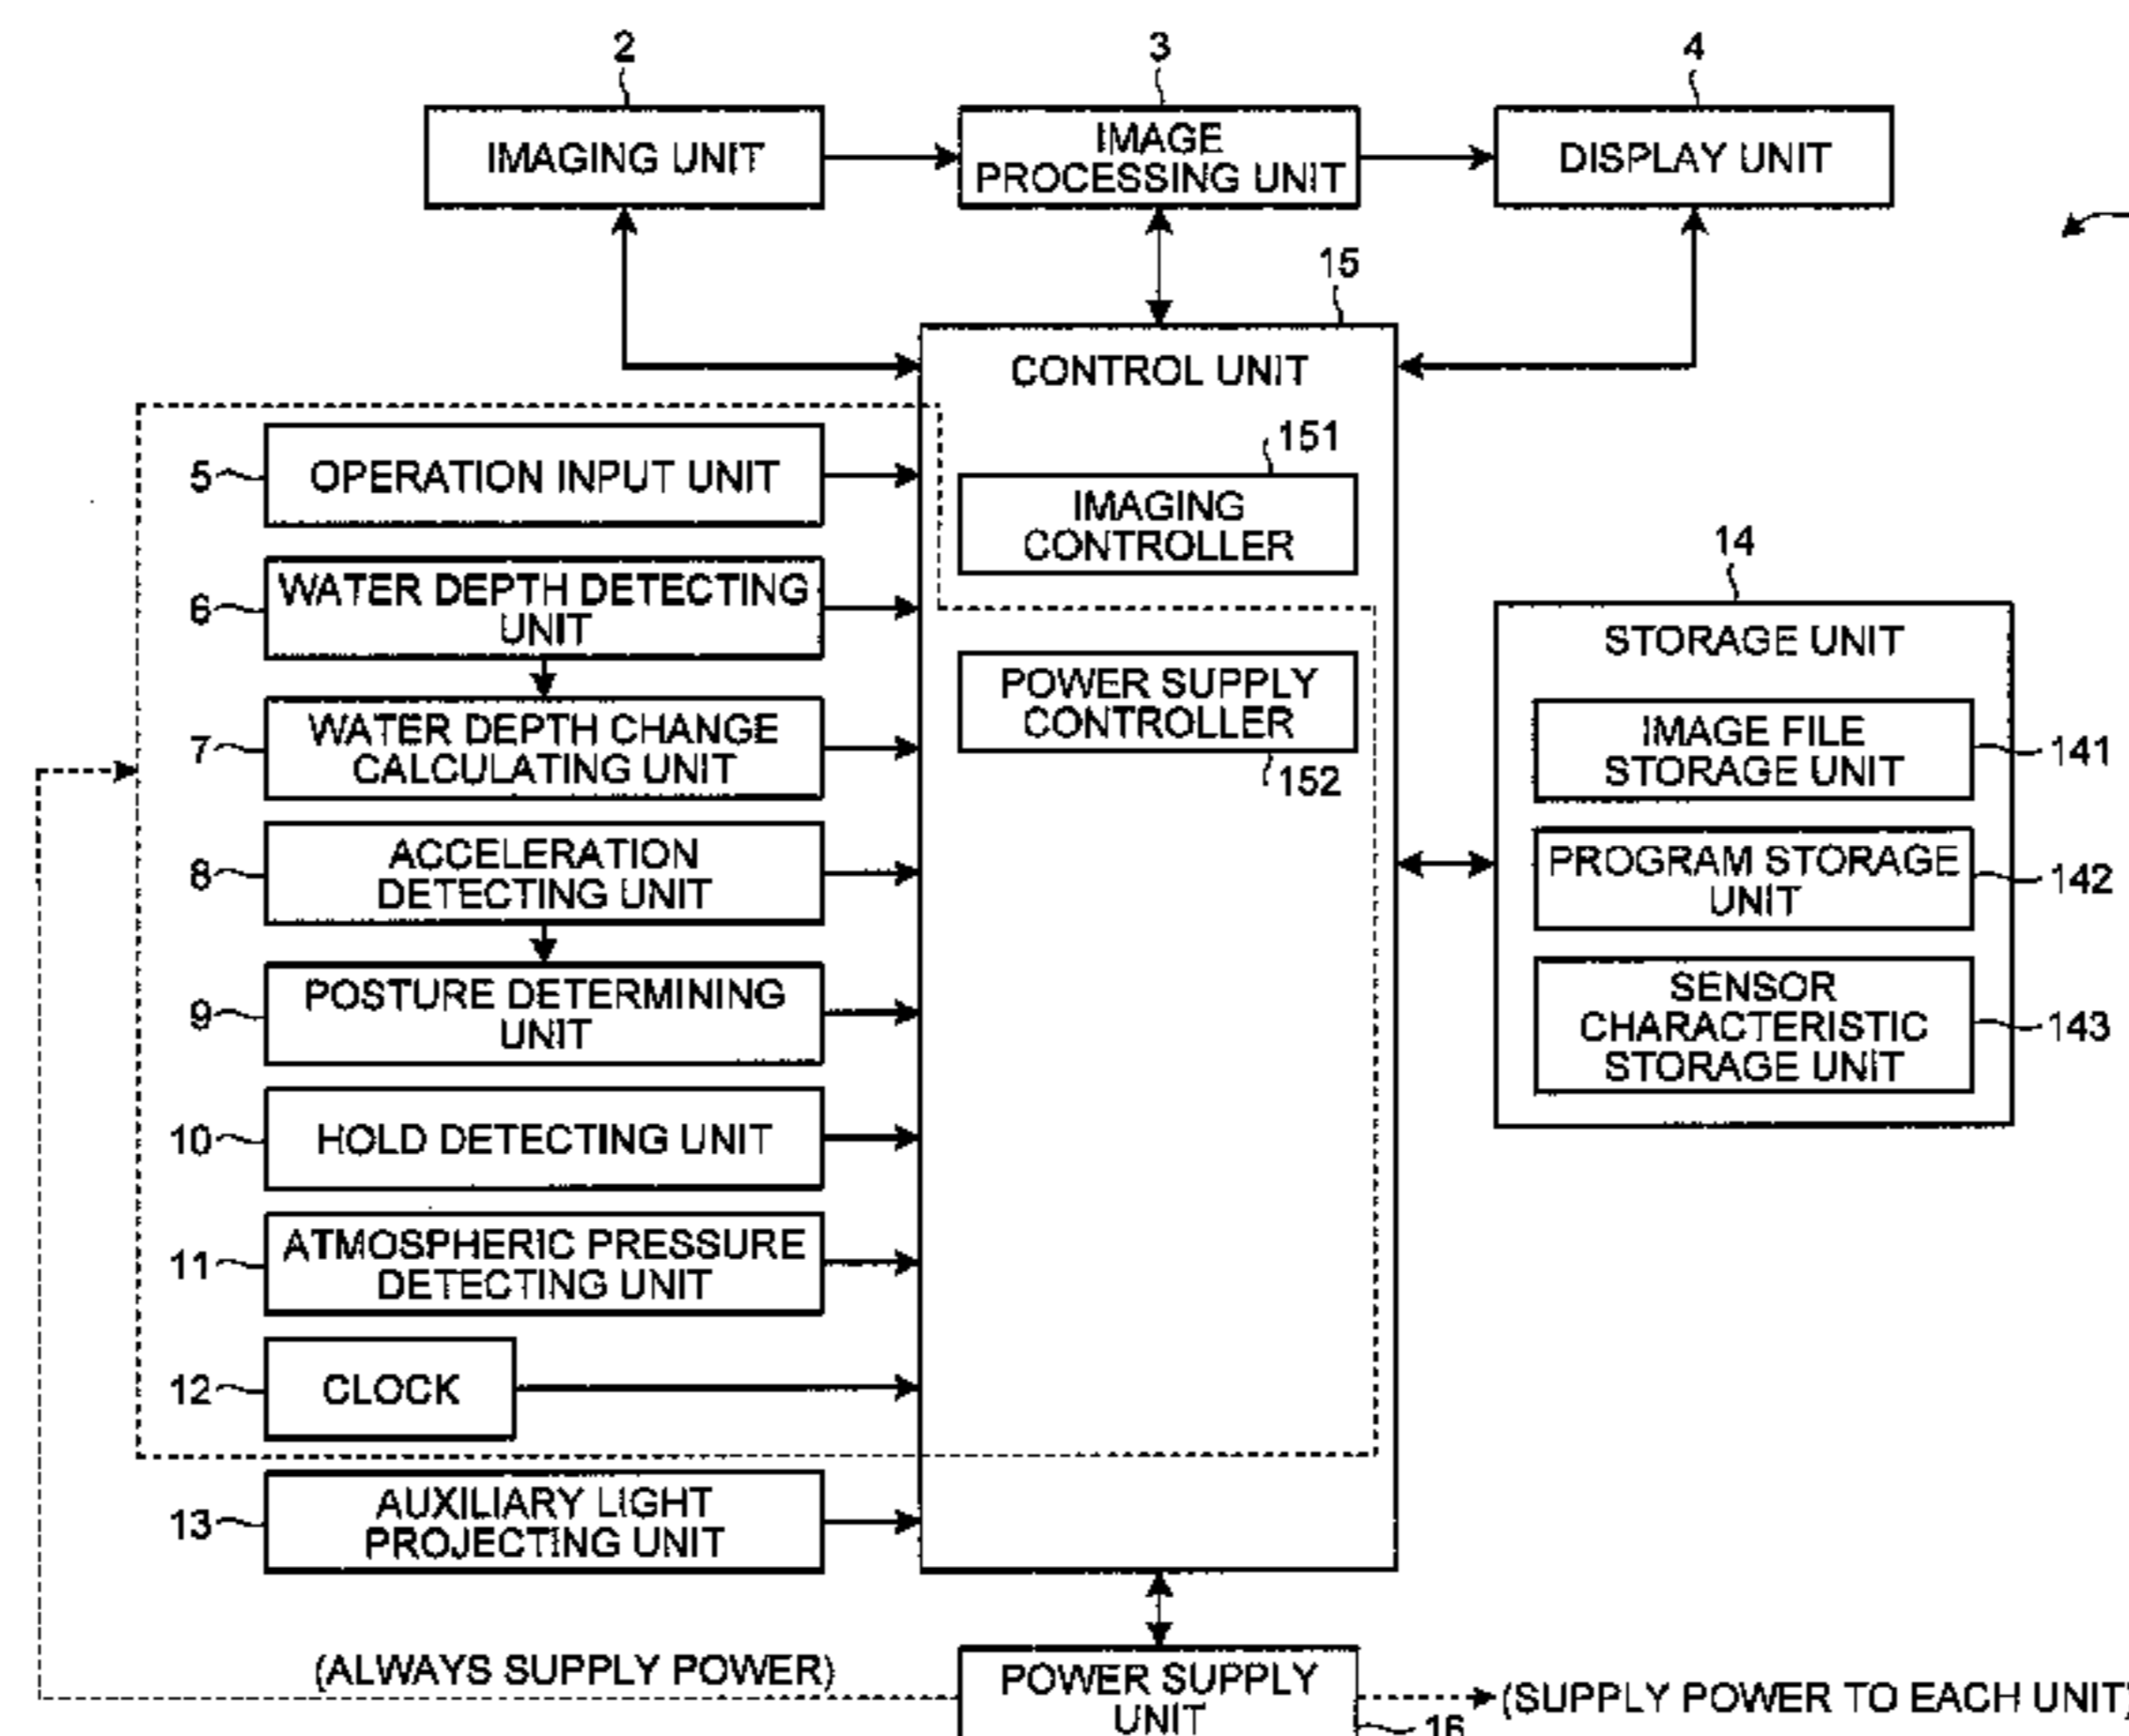 2
3
4
IMAGING UNIT
IMAGE
PROCESSING UNIT
DISPLAY UNIT
15
CONTROL UNIT
151
IMAGING
CONTROLLER
POWER SUPPLY
CONTROLLER
152
5
OPERATION INPUT UNIT
6
WATER DEPTH DETECTING
UNIT
7
WATER DEPTH CHANGE
CALCULATING UNIT
8
ACCELERATION
DETECTING UNIT
9
POSTURE DETERMINING
UNIT
10
HOLD DETECTING UNIT
11
ATMOSPHERIC PRESSURE
DETECTING UNIT
12
CLOCK
13
AUXILIARY LIGHT
PROJECTING UNIT
14
STORAGE UNIT
IMAGE FILE
STORAGE UNIT
141
PROGRAM STORAGE
UNIT
142
SENSOR
CHARACTERISTIC
STORAGE UNIT
143
(ALWAYS SUPPLY POWER)
POWER SUPPLY
UNIT
16
(SUPPLY POWER TO EACH UNIT)